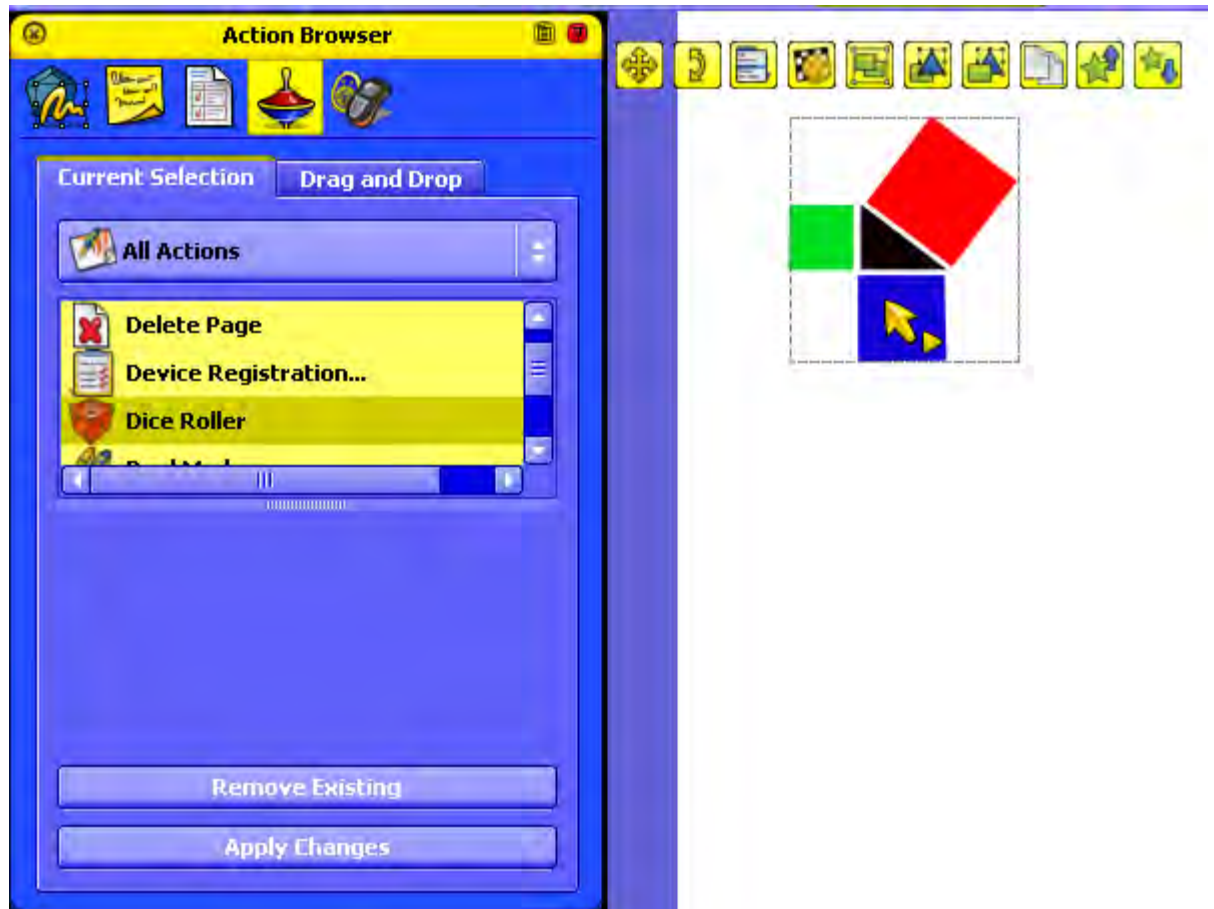 Action Browser
Current Selection
Drag and Drop
All Actions
Delete Page
Device Registration...
Dice Roller
Remove Existing
Apply Changes